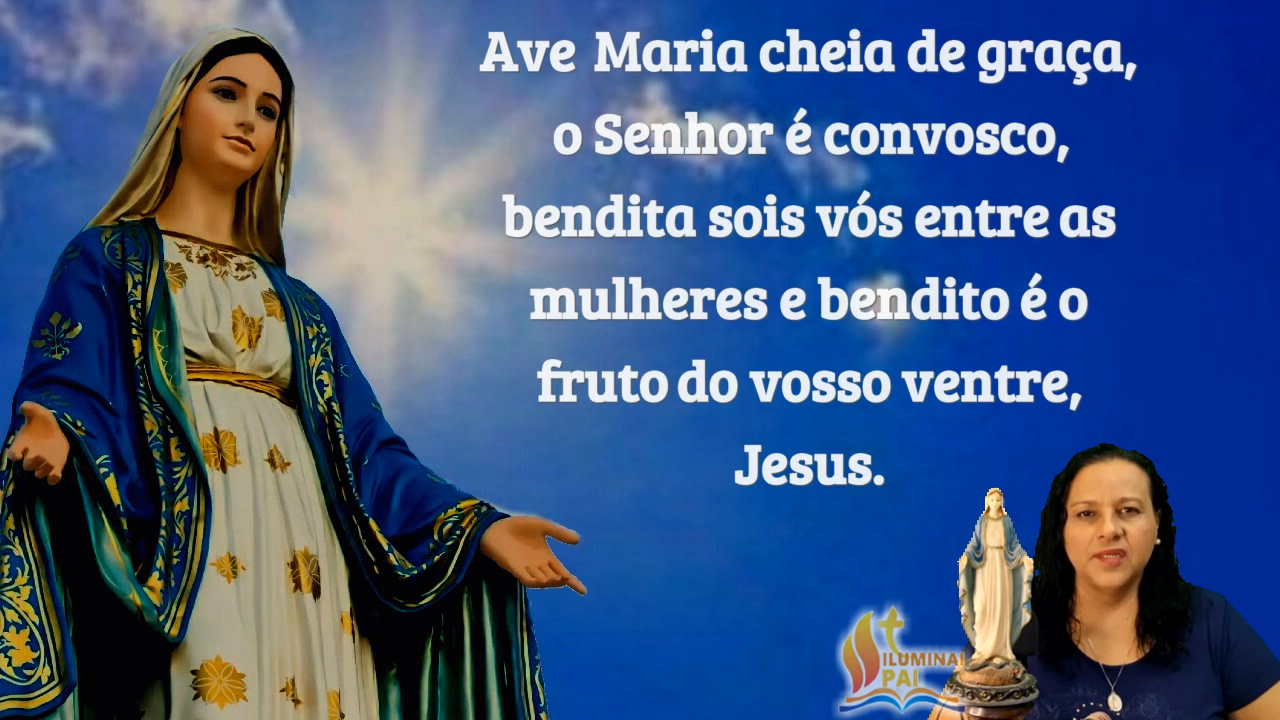 Ave Maria cheia de graça,
o Senhor é convosco,
bendita sois vós entre as
mulheres e bendito é o
fruto do vosso ventre,
Jesus.
ILUMINAI
PAI